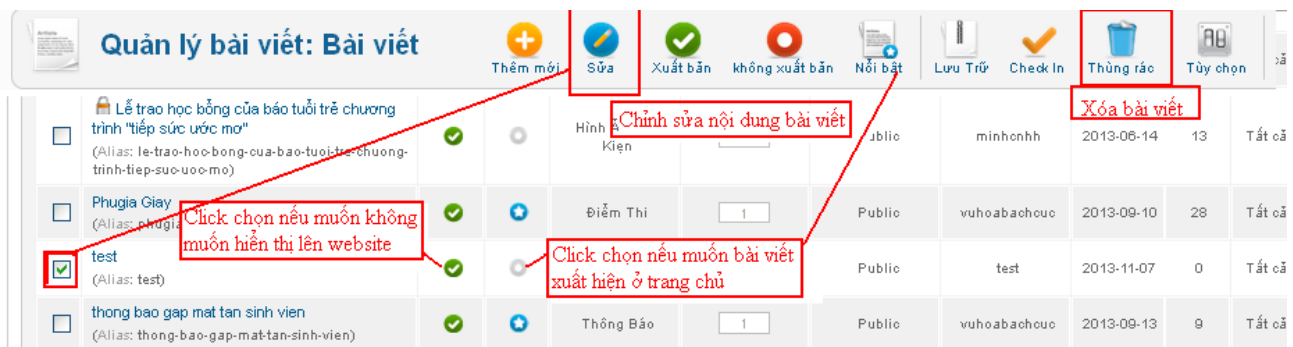 Quản lý bài viết: Bài viết
Thêm mới
Sửa
Xuất bản
không xuất bản
Nổi bật
Lưu Trữ
Check In
Thùng rác
Tùy chọn
Chỉnh sửa nội dung bài viết
Xóa bài viết
Lễ trao học bổng của báo tuổi trẻ chương
trình "tiếp sức ước mơ"
(Alias: le-trao-hoc-bong-cua-bao-tuoi-tre-chuong-
trinh-tiep-suc-uoc-mo)
Hình
Kiện
minhcnhh
2013-06-14
13
Tất cả
Phugia Giay
Điểm Thi
1
Public
vuhoabachcuc
2013-09-10
28
Tất cả
Click chọn nếu muốn không
muốn hiển thị lên website
test
(Alias: test)
Click chọn nếu muốn bài viết
xuất hiện ở trang chủ
Public
test
2013-11-07
0
Tất cả
thong bao gap mat tan sinh vien
(Alias: thong-bao-gap-mat-tan-sinh-vien)
Thông Báo
1
Public
vuhoabachcuc
2013-09-13
9
Tất cả